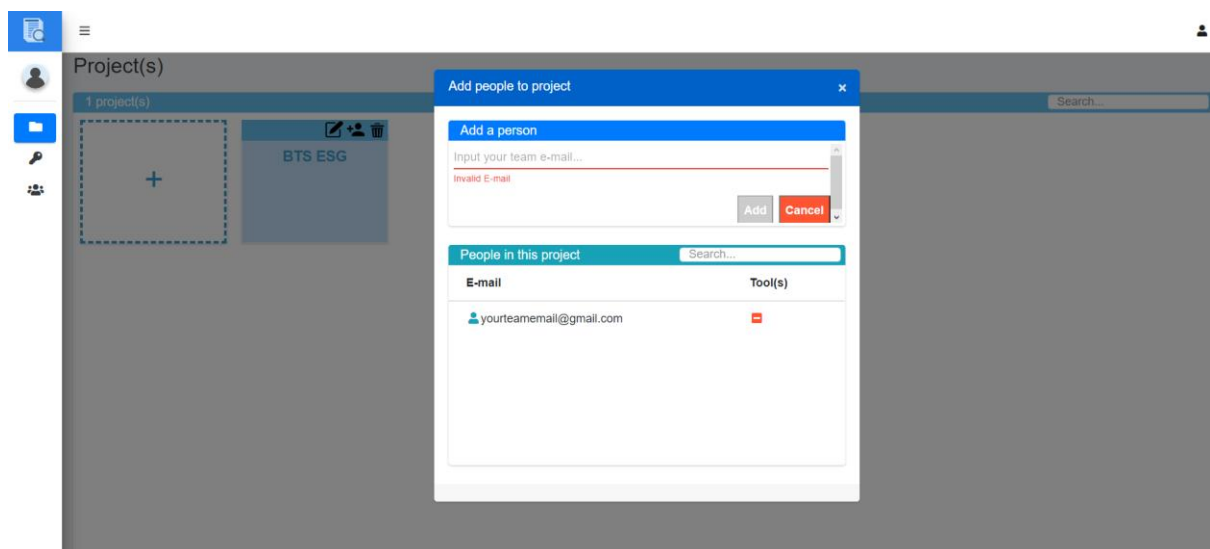 Project(s)
1 project(s)
Search...
BTS ESG
+
Add people to project
×
Add a person
Input your team e-mail...
Invalid E-mail
Add
Cancel
People in this project
Search...
E-mail
Tool(s)
yourteamemail@gmail.com